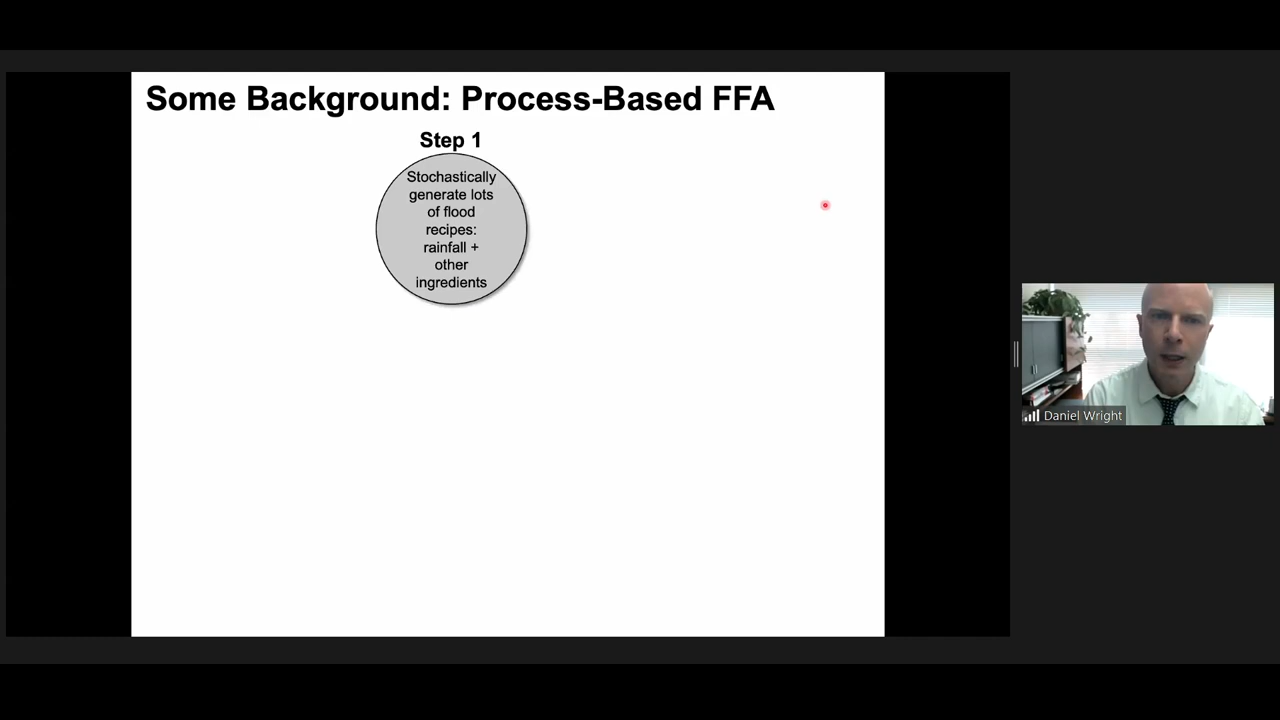 Some Background: Process-Based FFA
Step 1
Stochastically
generate lots
of flood
recipes:
rainfall +
other
ingredients
Daniel Wright